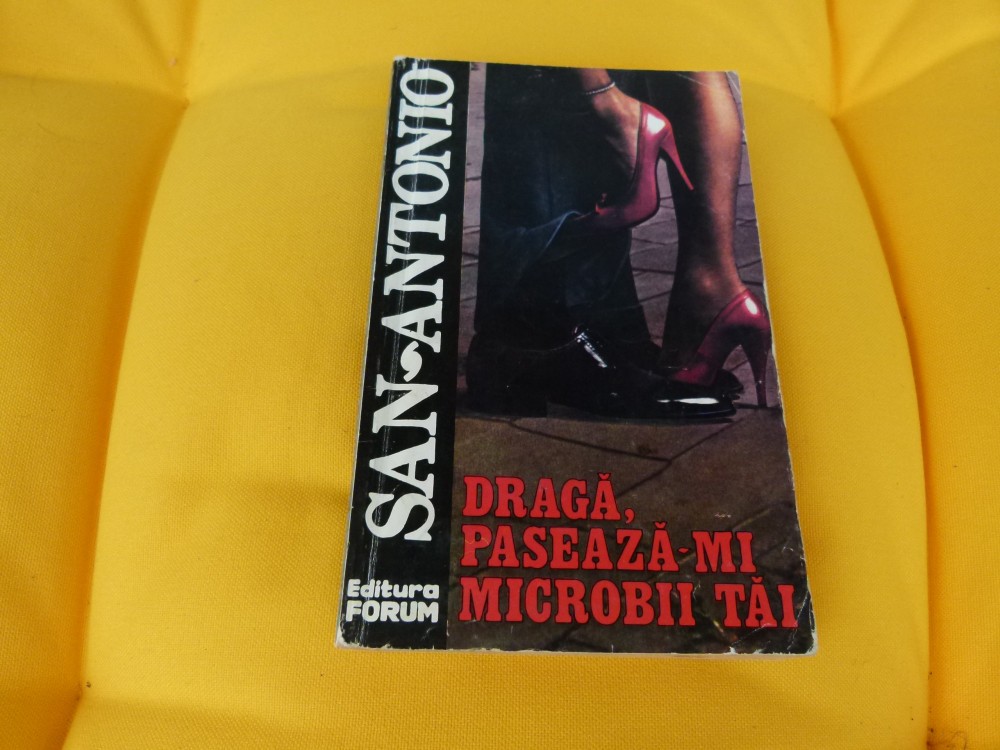 SAN-ANTONIO
DRAGĂ,
PASEAZĂ-MI
MICROBII TĂI
Editura
FORUM